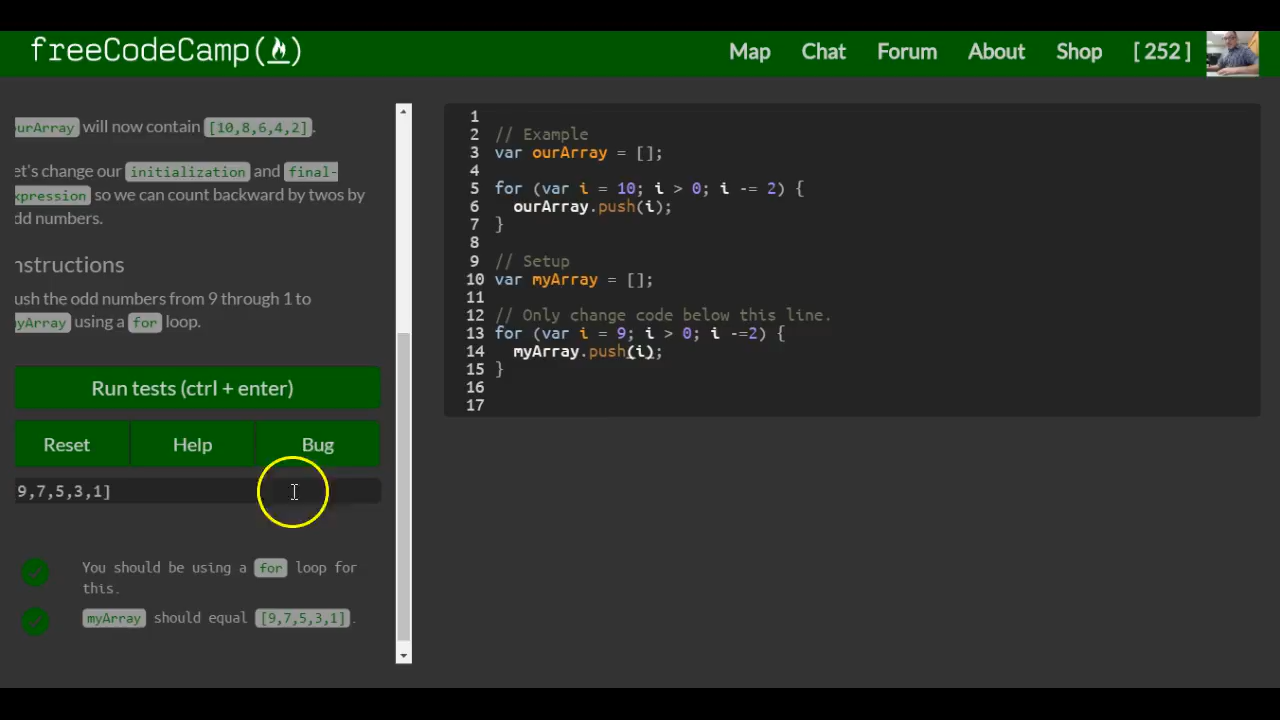 freeCodeCamp
Map Chat Forum About Shop [ 252 ]
urArray will now contain [10,8,6,4,2].
et's change our initialization and final-
xpression so we can count backward by twos by
dd numbers.
nstructions
ush the odd numbers from 9 through 1 to
yArray using a for loop.
Run tests (ctrl + enter)
Reset Help Bug
9,7,5,3,1]
You should be using a for loop for
this.
myArray should equal [9,7,5,3,1].
1
2 // Example
3 var ourArray = [];
4
5 for (var i = 10; i > 0; i -= 2) {
6 ourArray.push(i);
7 }
8
9 // Setup
10 var myArray = [];
11
12 // Only change code below this line.
13 for (var i = 9; i > 0; i -=2) {
14 myArray.push(i);
15 }
16
17